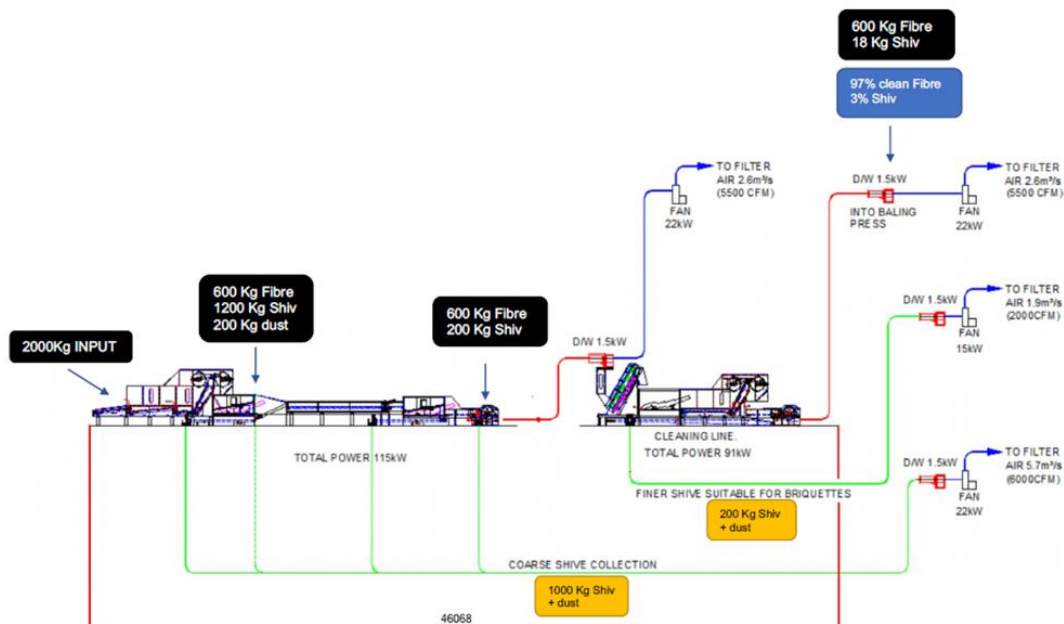 600 Kg Fibre
18 Kg Shiv
97% clean Fibre
3% Shiv
TO FILTER
AIR 2.6m³/s
(5500 CFM)
FAN
22kW
D/W 1.5kW
INTO BALING
PRESS
TO FILTER
AIR 2.6m³/s
(5500 CFM)
FAN
22kW
600 Kg Fibre
1200 Kg Shiv
200 Kg dust
600 Kg Fibre
200 Kg Shiv
2000Kg INPUT
D/W 1.5kW
D/W 1.5kW
TO FILTER
AIR 1.9m³/s
(2000CFM)
FAN
15kW
TOTAL POWER 115kW
CLEANING LINE.
TOTAL POWER 91kW
FINER SHIVE SUITABLE FOR BRIQUETTES
200 Kg Shiv
+ dust
D/W 1.5kW
TO FILTER
AIR 5.7m³/s
(6000CFM)
FAN
22kW
COARSE SHIVE COLLECTION
1000 Kg Shiv
+ dust
46068